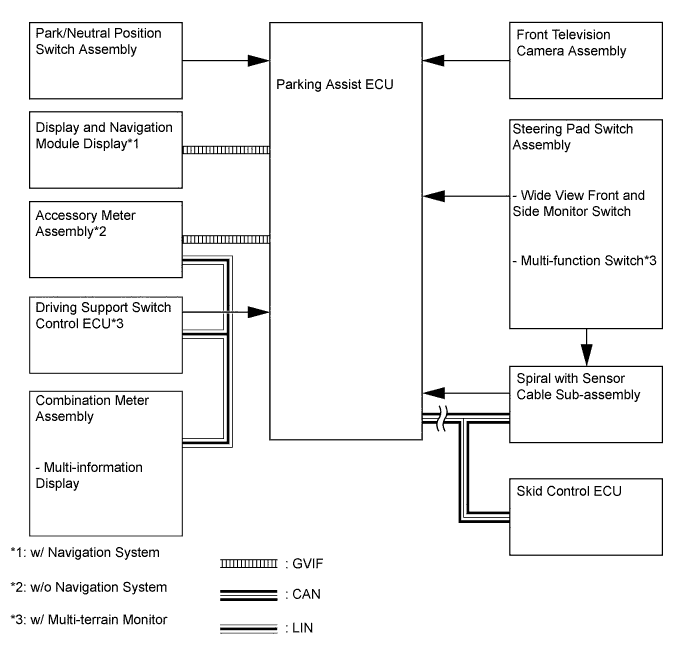 Park/Neutral Position
Switch Assembly
Display and Navigation
Module Display*1
Accessory Meter
Assembly*2
Driving Support Switch
Control ECU*3
Combination Meter
Assembly
- Multi-information
Display
Parking Assist ECU
Front Television
Camera Assembly
Steering Pad Switch
Assembly
- Wide View Front and
Side Monitor Switch
- Multi-function Switch*3
Spiral with Sensor
Cable Sub-assembly
Skid Control ECU
*1: w/ Navigation System
*2: w/o Navigation System
*3: w/ Multi-terrain Monitor
: GVIF
: CAN
: LIN